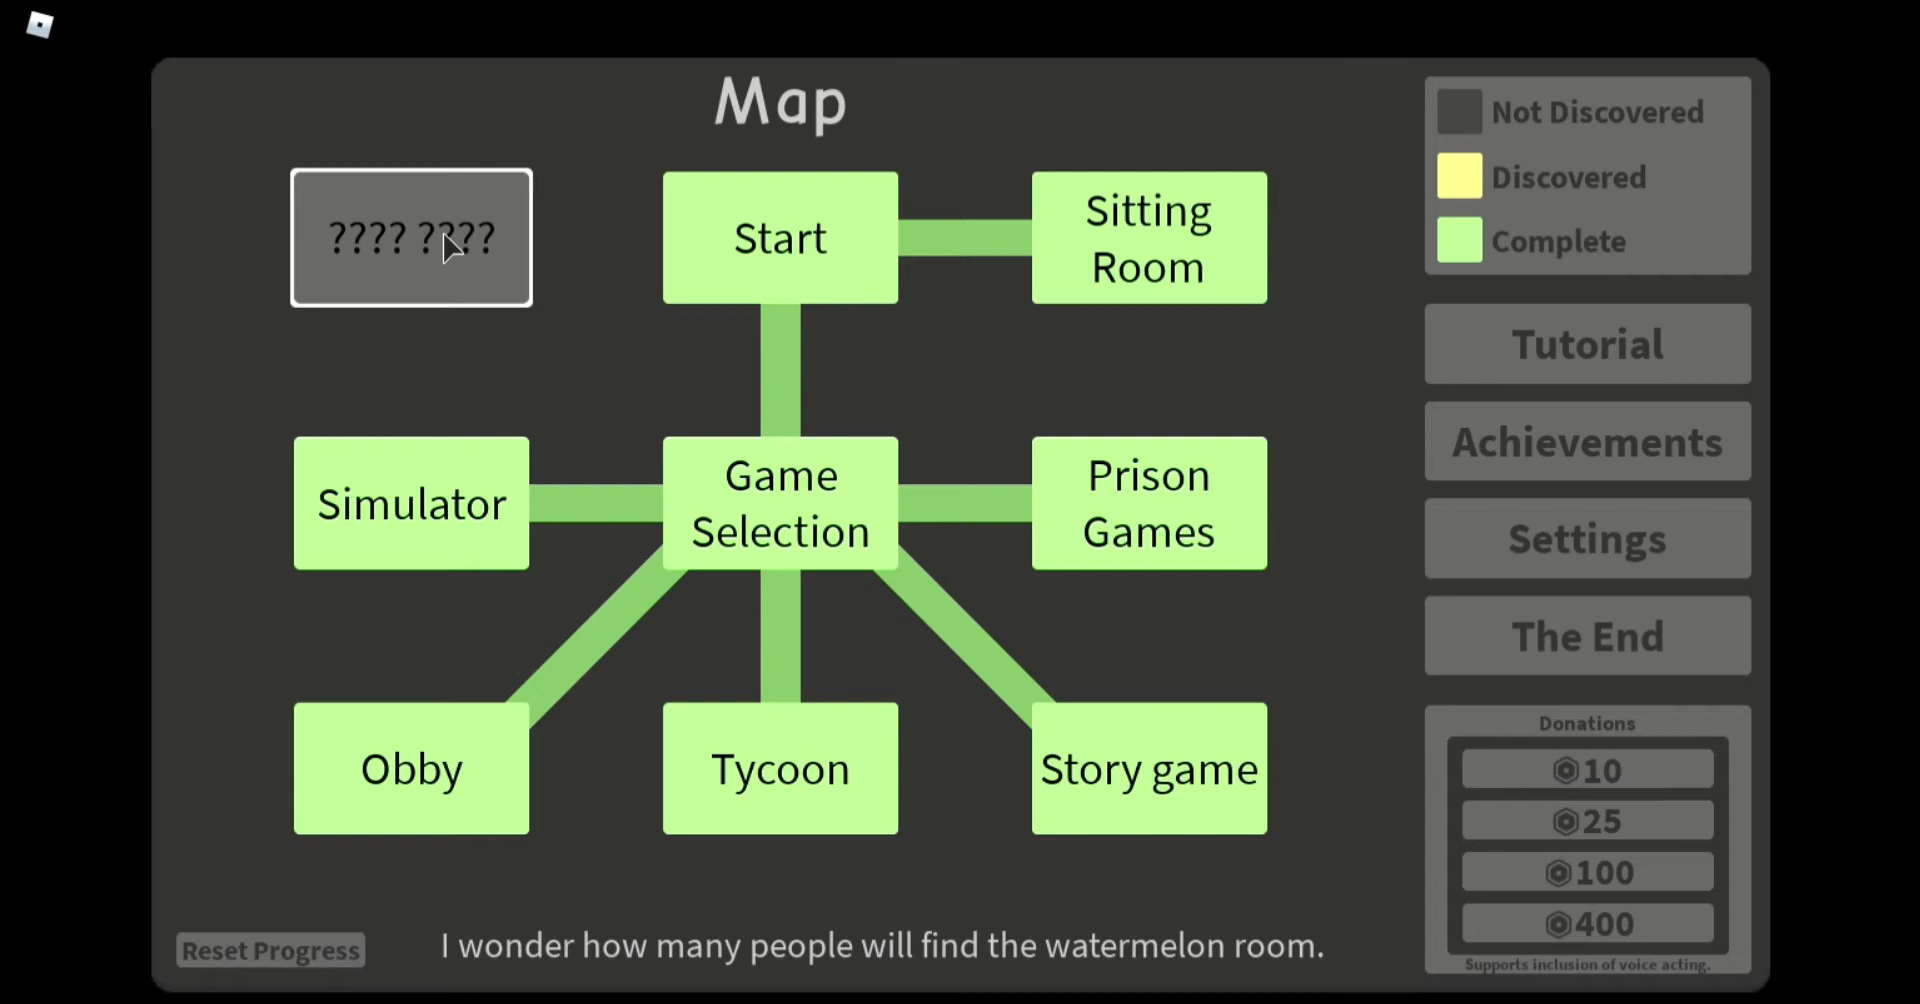 Map
???? ????
Start
Sitting
Room
Simulator
Game
Selection
Prison
Games
Obby
Tycoon
Story game
Reset Progress
I wonder how many people will find the watermelon room.
Not Discovered
Discovered
Complete
Tutorial
Achievements
Settings
The End
Donations
10
25
100
400
Supports inclusion of voice acting.